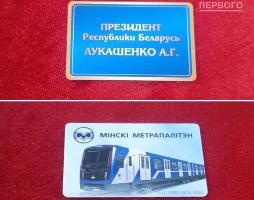 ПЕРВОГО
ПРЕЗИДЕНТ
Республики Беларусь
ЛУКАШЕНКО А.Г.
МІНСКІ МЕТРАПАЛІТЭН